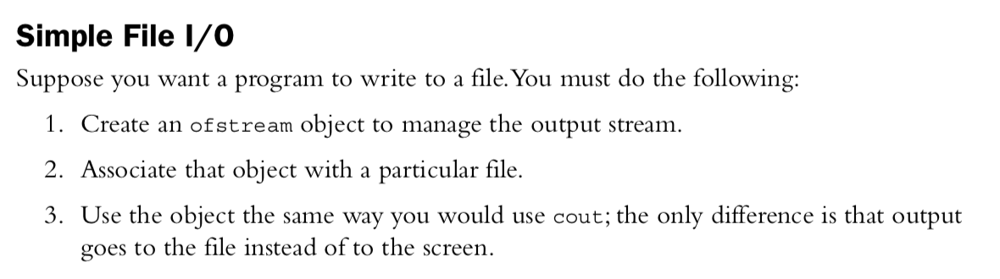 Simple File I/O
Suppose you want a program to write to a file. You must do the following:
1. Create an ofstream object to manage the output stream.
2. Associate that object with a particular file.
3. Use the object the same way you would use cout; the only difference is that output
goes to the file instead of to the screen.